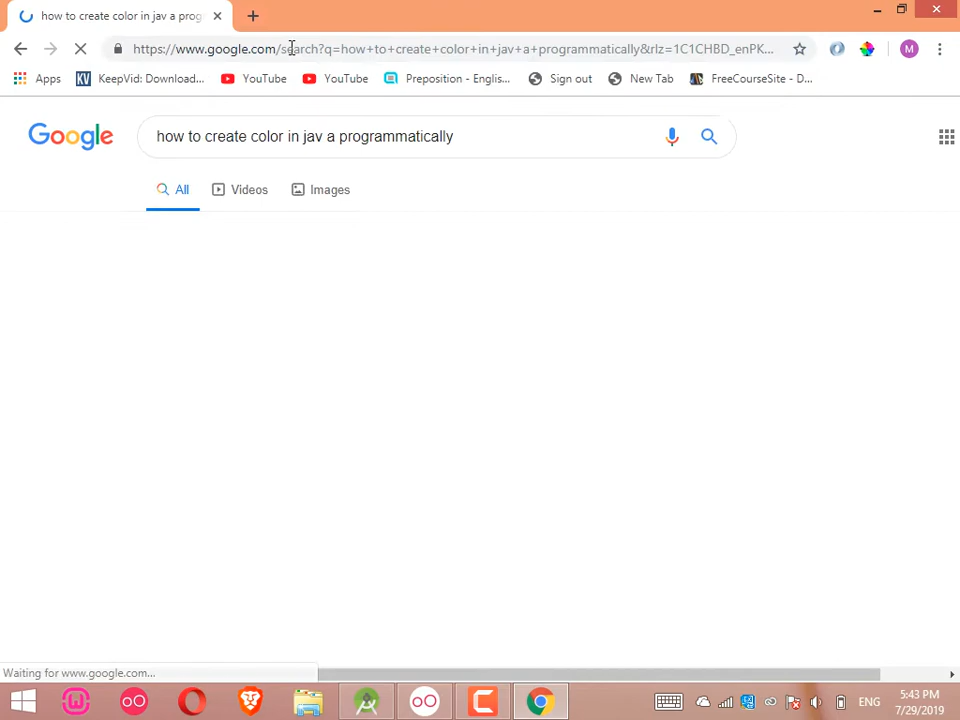 how to create color in jav a prog
https://www.google.com/search?q=how+to+create+color+in+jav+a+programmatically&rlz=1C1CHBD_enPK...
M
Apps
KV KeepVid: Download...
YouTube
YouTube
Preposition - Englis...
Sign out
New Tab
FreeCourseSite - D...
Google
how to create color in jav a programmatically
All
Videos
Images
Waiting for www.google.com...
ENG
5:43 PM
7/29/2019